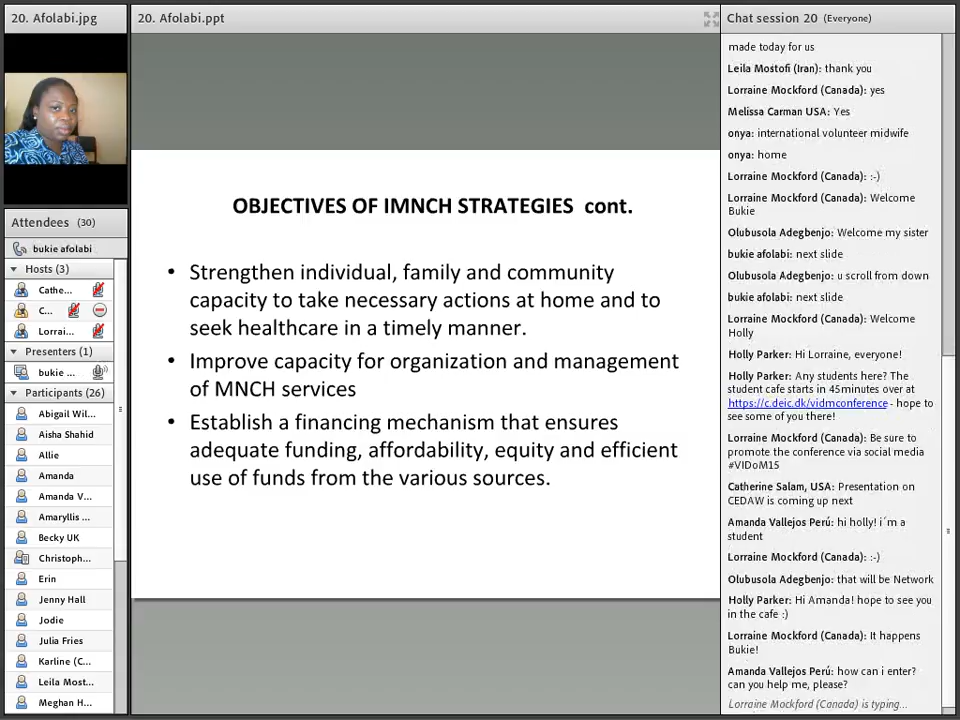 20. Afolabi.jpg
Attendees (30)
bukie afolabi
Hosts (3)
Cathe...
C...
Lorrai...
Presenters (1)
bukie ...
Participants (26)
Abigail Wil...
Aisha Shahid
Allie
Amanda
Amanda V...
Amaryllis ...
Becky UK
Christoph...
Erin
Jenny Hall
Jodie
Julia Fries
Karline (C...
Leila Most...
Meghan H...
20. Afolabi.ppt
OBJECTIVES OF IMNCH STRATEGIES cont.
• Strengthen individual, family and community
capacity to take necessary actions at home and to
seek healthcare in a timely manner.
• Improve capacity for organization and management
of MNCH services
• Establish a financing mechanism that ensures
adequate funding, affordability, equity and efficient
use of funds from the various sources.
Chat session 20 (Everyone)
made today for us
Leila Mostofi (Iran): thank you
Lorraine Mockford (Canada): yes
Melissa Carman USA: Yes
onya: international volunteer midwife
onya: home
Lorraine Mockford (Canada): :-)
Lorraine Mockford (Canada): Welcome
Bukie
Olubusola Adegbenjo: Welcome my sister
bukie afolabi: next slide
Olubusola Adegbenjo: u scroll from down
bukie afolabi: next slide
Lorraine Mockford (Canada): Welcome
Holly
Holly Parker: Hi Lorraine, everyone!
Holly Parker: Any students here? The
student cafe starts in 45minutes over at
https://c.deic.dk/vidmconference - hope to
see some of you there!
Lorraine Mockford (Canada): Be sure to
promote the conference via social media
#VIDoM15
Catherine Salam, USA: Presentation on
CEDAW is coming up next
Amanda Vallejos Perú: hi holly! i´m a
student
Lorraine Mockford (Canada): :-)
Olubusola Adegbenjo: that will be Network
Holly Parker: Hi Amanda! hope to see you
in the cafe :)
Lorraine Mockford (Canada): It happens
Bukie!
Amanda Vallejos Perú: how can i enter?
can you help me, please?
Lorraine Mockford (Canada) is typing...